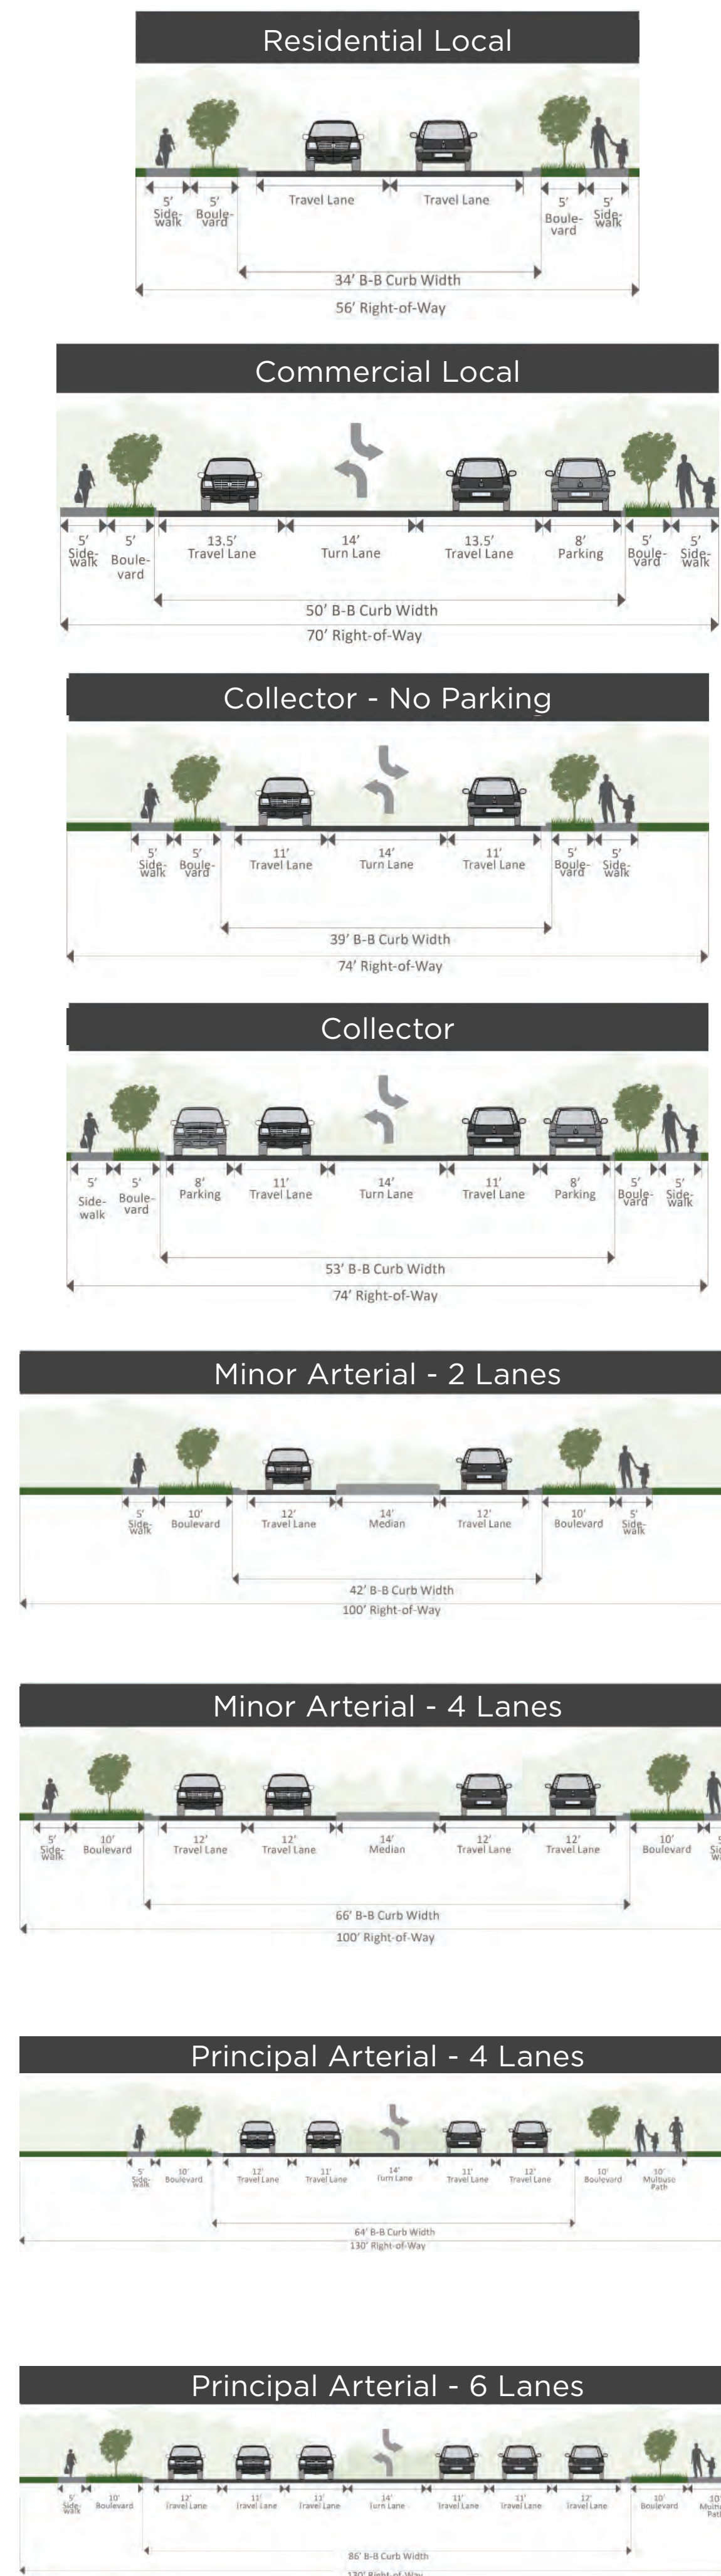 Residential Local
5’ 5’ Travel Lane Travel Lane 5’ 5’
Side- Boule- Boule- Side-
walk vard vard walk
34’ B-B Curb Width
56’ Right-of-Way
Commercial Local
5’ 5’ 13.5’ 14’ 13.5’ 8’ 5’ 5’
Side- Boule- Travel Lane Turn Lane Travel Lane Parking Boule- Side-
walk vard vard walk
50’ B-B Curb Width
70’ Right-of-Way
Collector - No Parking
5’ 5’ 11’ 14’ 11’ 5’ 5’
Side- Boule- Travel Lane Turn Lane Travel Lane Boule- Side-
walk vard vard walk
39’ B-B Curb Width
74’ Right-of-Way
Collector
5’ 5’ 8’ 11’ 14’ 11’ 8’ 5’ 5’
Side- Boule- Parking Travel Lane Turn Lane Travel Lane Parking Boule- Side-
walk vard vard walk
53’ B-B Curb Width
74’ Right-of-Way
Minor Arterial - 2 Lanes
5’ 10’ 12’ 14’ 12’ 10’ 5’
Side- Boulevard Travel Lane Median Travel Lane Boulevard Side-
walk walk
42’ B-B Curb Width
100’ Right-of-Way
Minor Arterial - 4 Lanes
5’ 10’ 12’ 12’ 14’ 12’ 12’ 10’
Side- Boulevard Travel Lane Travel Lane Median Travel Lane Travel Lane Boulevard
walk
66’ B-B Curb Width
100’ Right-of-Way
Principal Arterial - 4 Lanes
5’ 10’ 12’ 11’ 14’ 11’ 12’ 10’ 10’
Side- Boulevard Travel Lane Travel Lane Turn Lane Travel Lane Travel Lane Boulevard Multiuse
walk Path
64’ B-B Curb Width
130’ Right-of-Way
Principal Arterial - 6 Lanes
5’ 10’ 12’ 11’ 11’ 14’ 11’ 11’ 12’ 10’ 10’
Side- Boulevard Travel Lane Travel Lane Travel Lane Turn Lane Travel Lane Travel Lane Travel Lane Boulevard
walk
86’ B-B Curb Width
130’ Right-of-Way